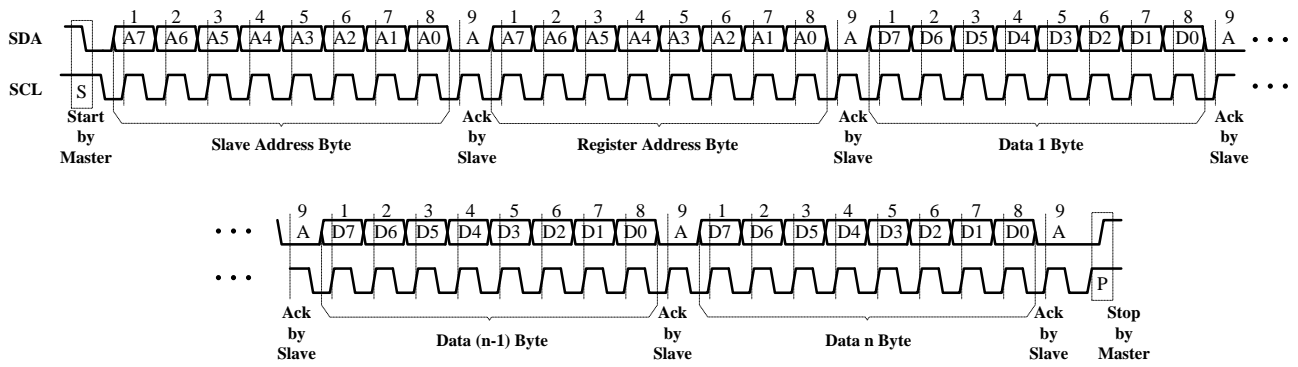 1 2 3 4 5 6 7 8 9 1 2 3 4 5 6 7 8 9 1 2 3 4 5 6 7 8 9
SDA A7 A6 A5 A4 A3 A2 A1 A0 A A7 A6 A5 A4 A3 A2 A1 A0 A D7 D6 D5 D4 D3 D2 D1 D0 A • • •
SCL S • • •
Start by Master
Slave Address Byte
Ack by Slave
Register Address Byte
Ack by Slave
Data 1 Byte
Ack by Slave
9 1 2 3 4 5 6 7 8 9 1 2 3 4 5 6 7 8 9
• • • A D7 D6 D5 D4 D3 D2 D1 D0 A D7 D6 D5 D4 D3 D2 D1 D0 A
• • • P
Ack by Slave
Data (n-1) Byte
Ack by Slave
Data n Byte
Ack by Slave
Stop by Master